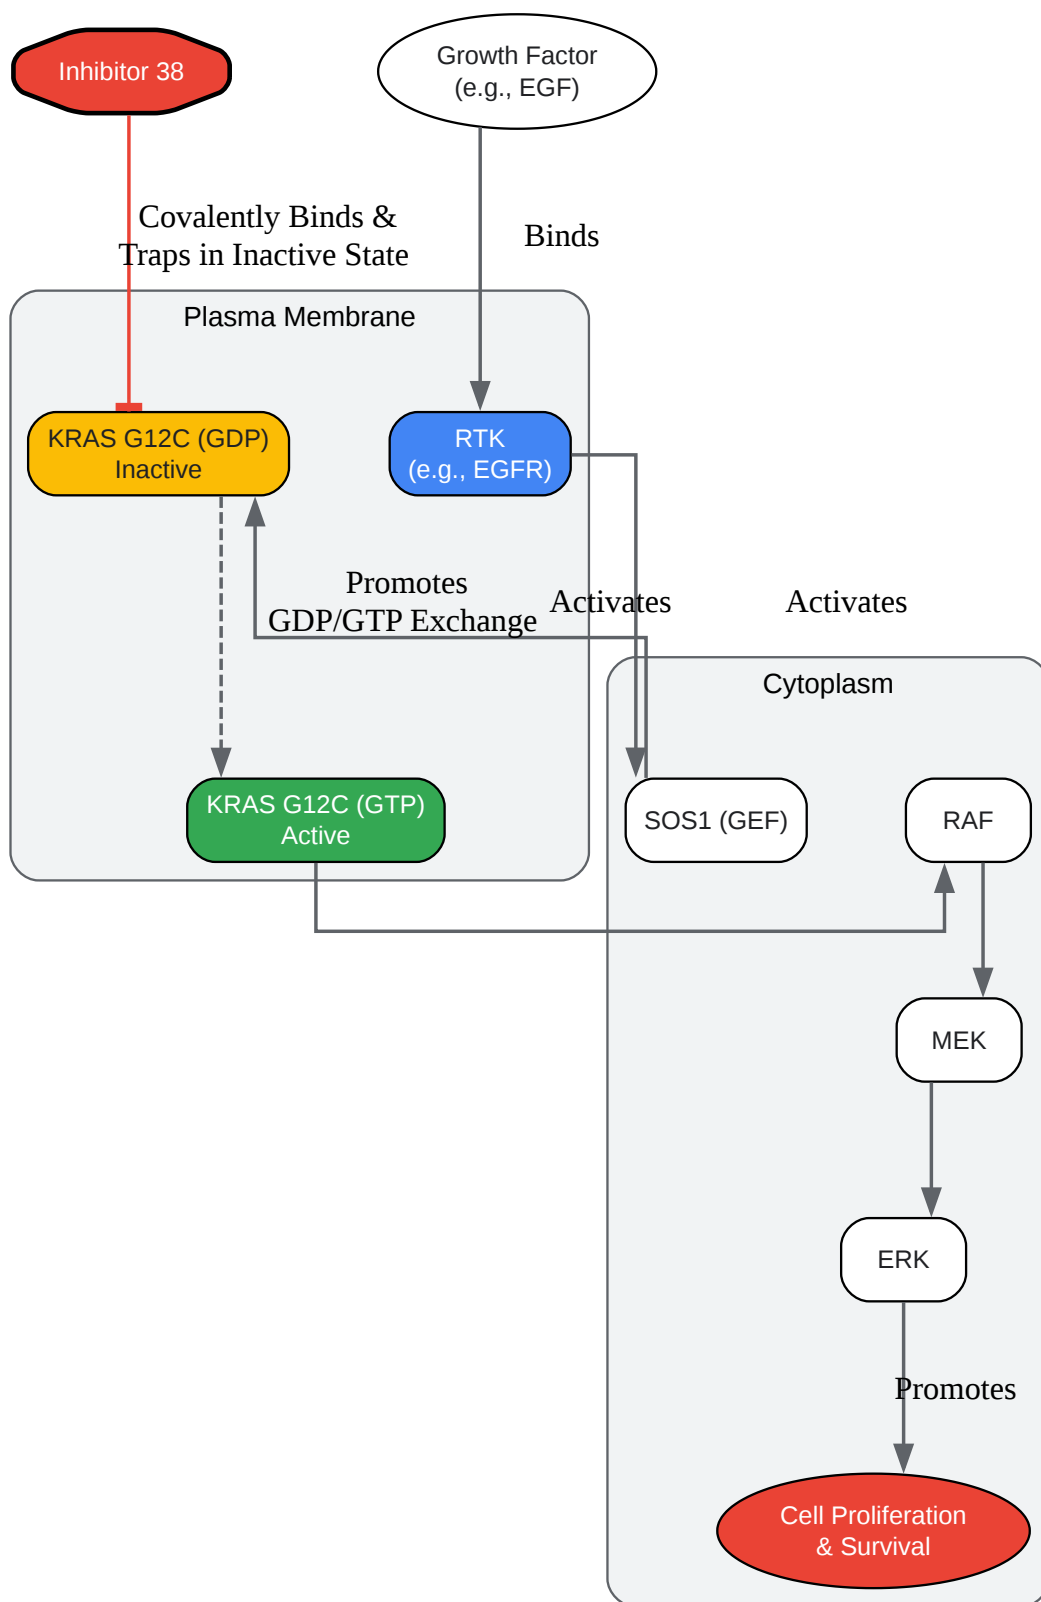 Inhibitor 38
Growth Factor
(e.g., EGF)
Covalently Binds &
Traps in Inactive State
Binds
Plasma Membrane
KRAS G12C (GDP)
Inactive
RTK
(e.g., EGFR)
Promotes
GDP/GTP Exchange
Activates
Activates
Cytoplasm
KRAS G12C (GTP)
Active
SOS1 (GEF)
RAF
MEK
ERK
Promotes
Cell Proliferation
& Survival